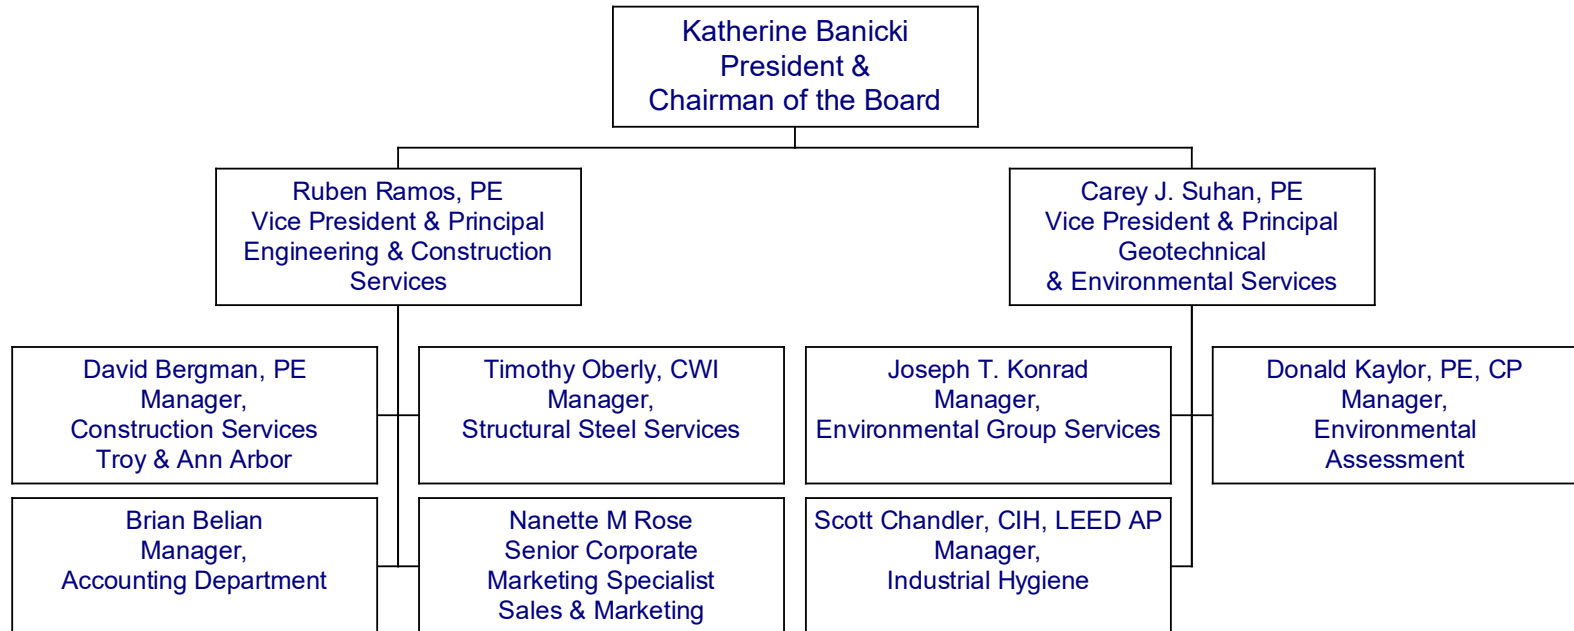 Katherine Banicki
President &
Chairman of the Board
Ruben Ramos, PE
Vice President & Principal
Engineering & Construction
Services
Carey J. Suhan, PE
Vice President & Principal
Geotechnical
& Environmental Services
David Bergman, PE
Manager,
Construction Services
Troy & Ann Arbor
Timothy Oberly, CWI
Manager,
Structural Steel Services
Joseph T. Konrad
Manager,
Environmental Group Services
Donald Kaylor, PE, CP
Manager,
Environmental
Assessment
Brian Belian
Manager,
Accounting Department
Nanette M Rose
Senior Corporate
Marketing Specialist
Sales & Marketing
Scott Chandler, CIH, LEED AP
Manager,
Industrial Hygiene